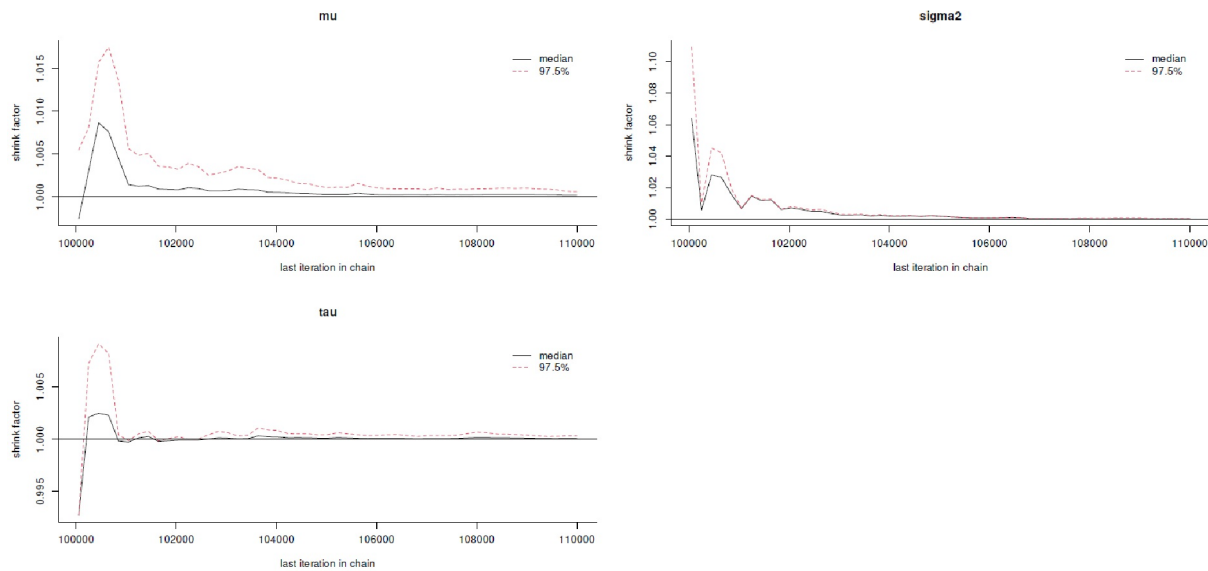 mu
median
97.5%
shrink factor
1.000 1.005 1.010 1.015
100000 102000 104000 106000 108000 110000
last iteration in chain
sigma2
median
97.5%
shrink factor
1.00 1.02 1.04 1.06 1.08 1.10
100000 102000 104000 106000 108000 110000
last iteration in chain
tau
median
97.5%
shrink factor
0.995 1.000 1.005
100000 102000 104000 106000 108000 110000
last iteration in chain